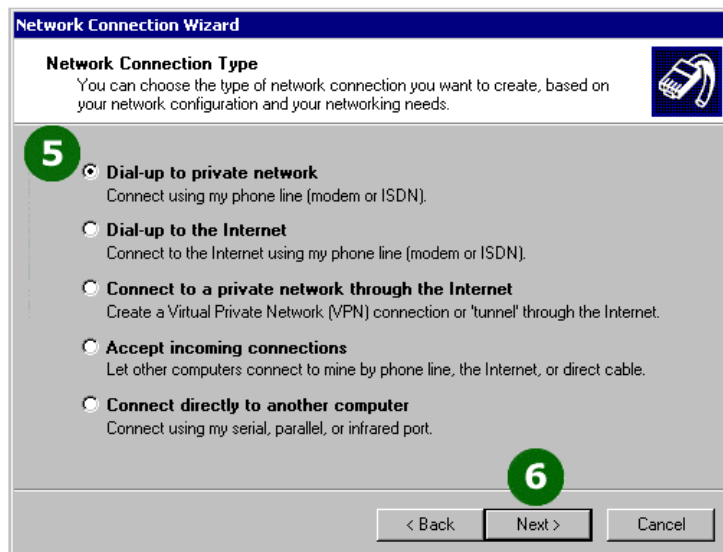 Network Connection Wizard
Network Connection Type
You can choose the type of network connection you want to create, based on
your network configuration and your networking needs.
5
Dial-up to private network
Connect using my phone line (modem or ISDN).
Dial-up to the Internet
Connect to the Internet using my phone line (modem or ISDN).
Connect to a private network through the Internet
Create a Virtual Private Network (VPN) connection or 'tunnel' through the Internet.
Accept incoming connections
Let other computers connect to mine by phone line, the Internet, or direct cable.
Connect directly to another computer
Connect using my serial, parallel, or infrared port.
6
< Back Next > Cancel